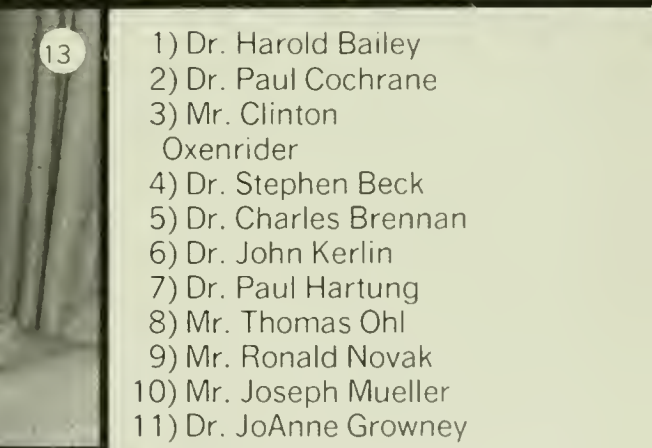 13
1) Dr. Harold Bailey
2) Dr. Paul Cochrane
3) Mr. Clinton
Oxenrider
4) Dr. Stephen Beck
5) Dr. Charles Brennan
6) Dr. John Kerlin
7) Dr. Paul Hartung
8) Mr. Thomas Ohl
9) Mr. Ronald Novak
10) Mr. Joseph Mueller
11) Dr. JoAnne Growney